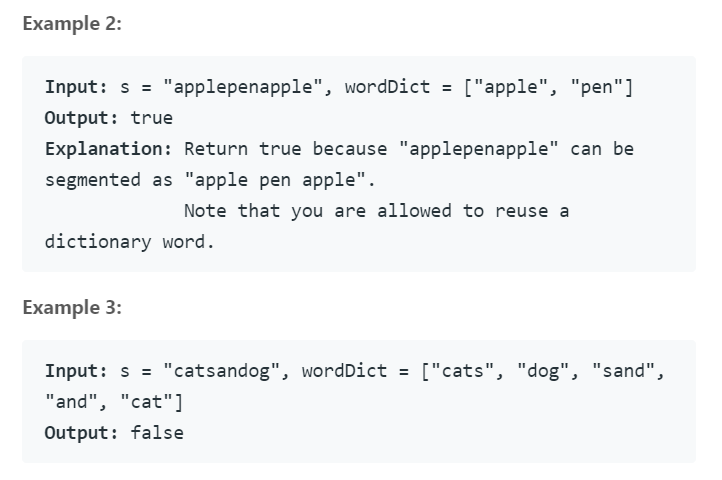 Example 2:
Input: s = "applepenapple", wordDict = ["apple", "pen"]
Output: true
Explanation: Return true because "applepenapple" can be
segmented as "apple pen apple".
Note that you are allowed to reuse a
dictionary word.
Example 3:
Input: s = "catsandog", wordDict = ["cats", "dog", "sand",
"and", "cat"]
Output: false